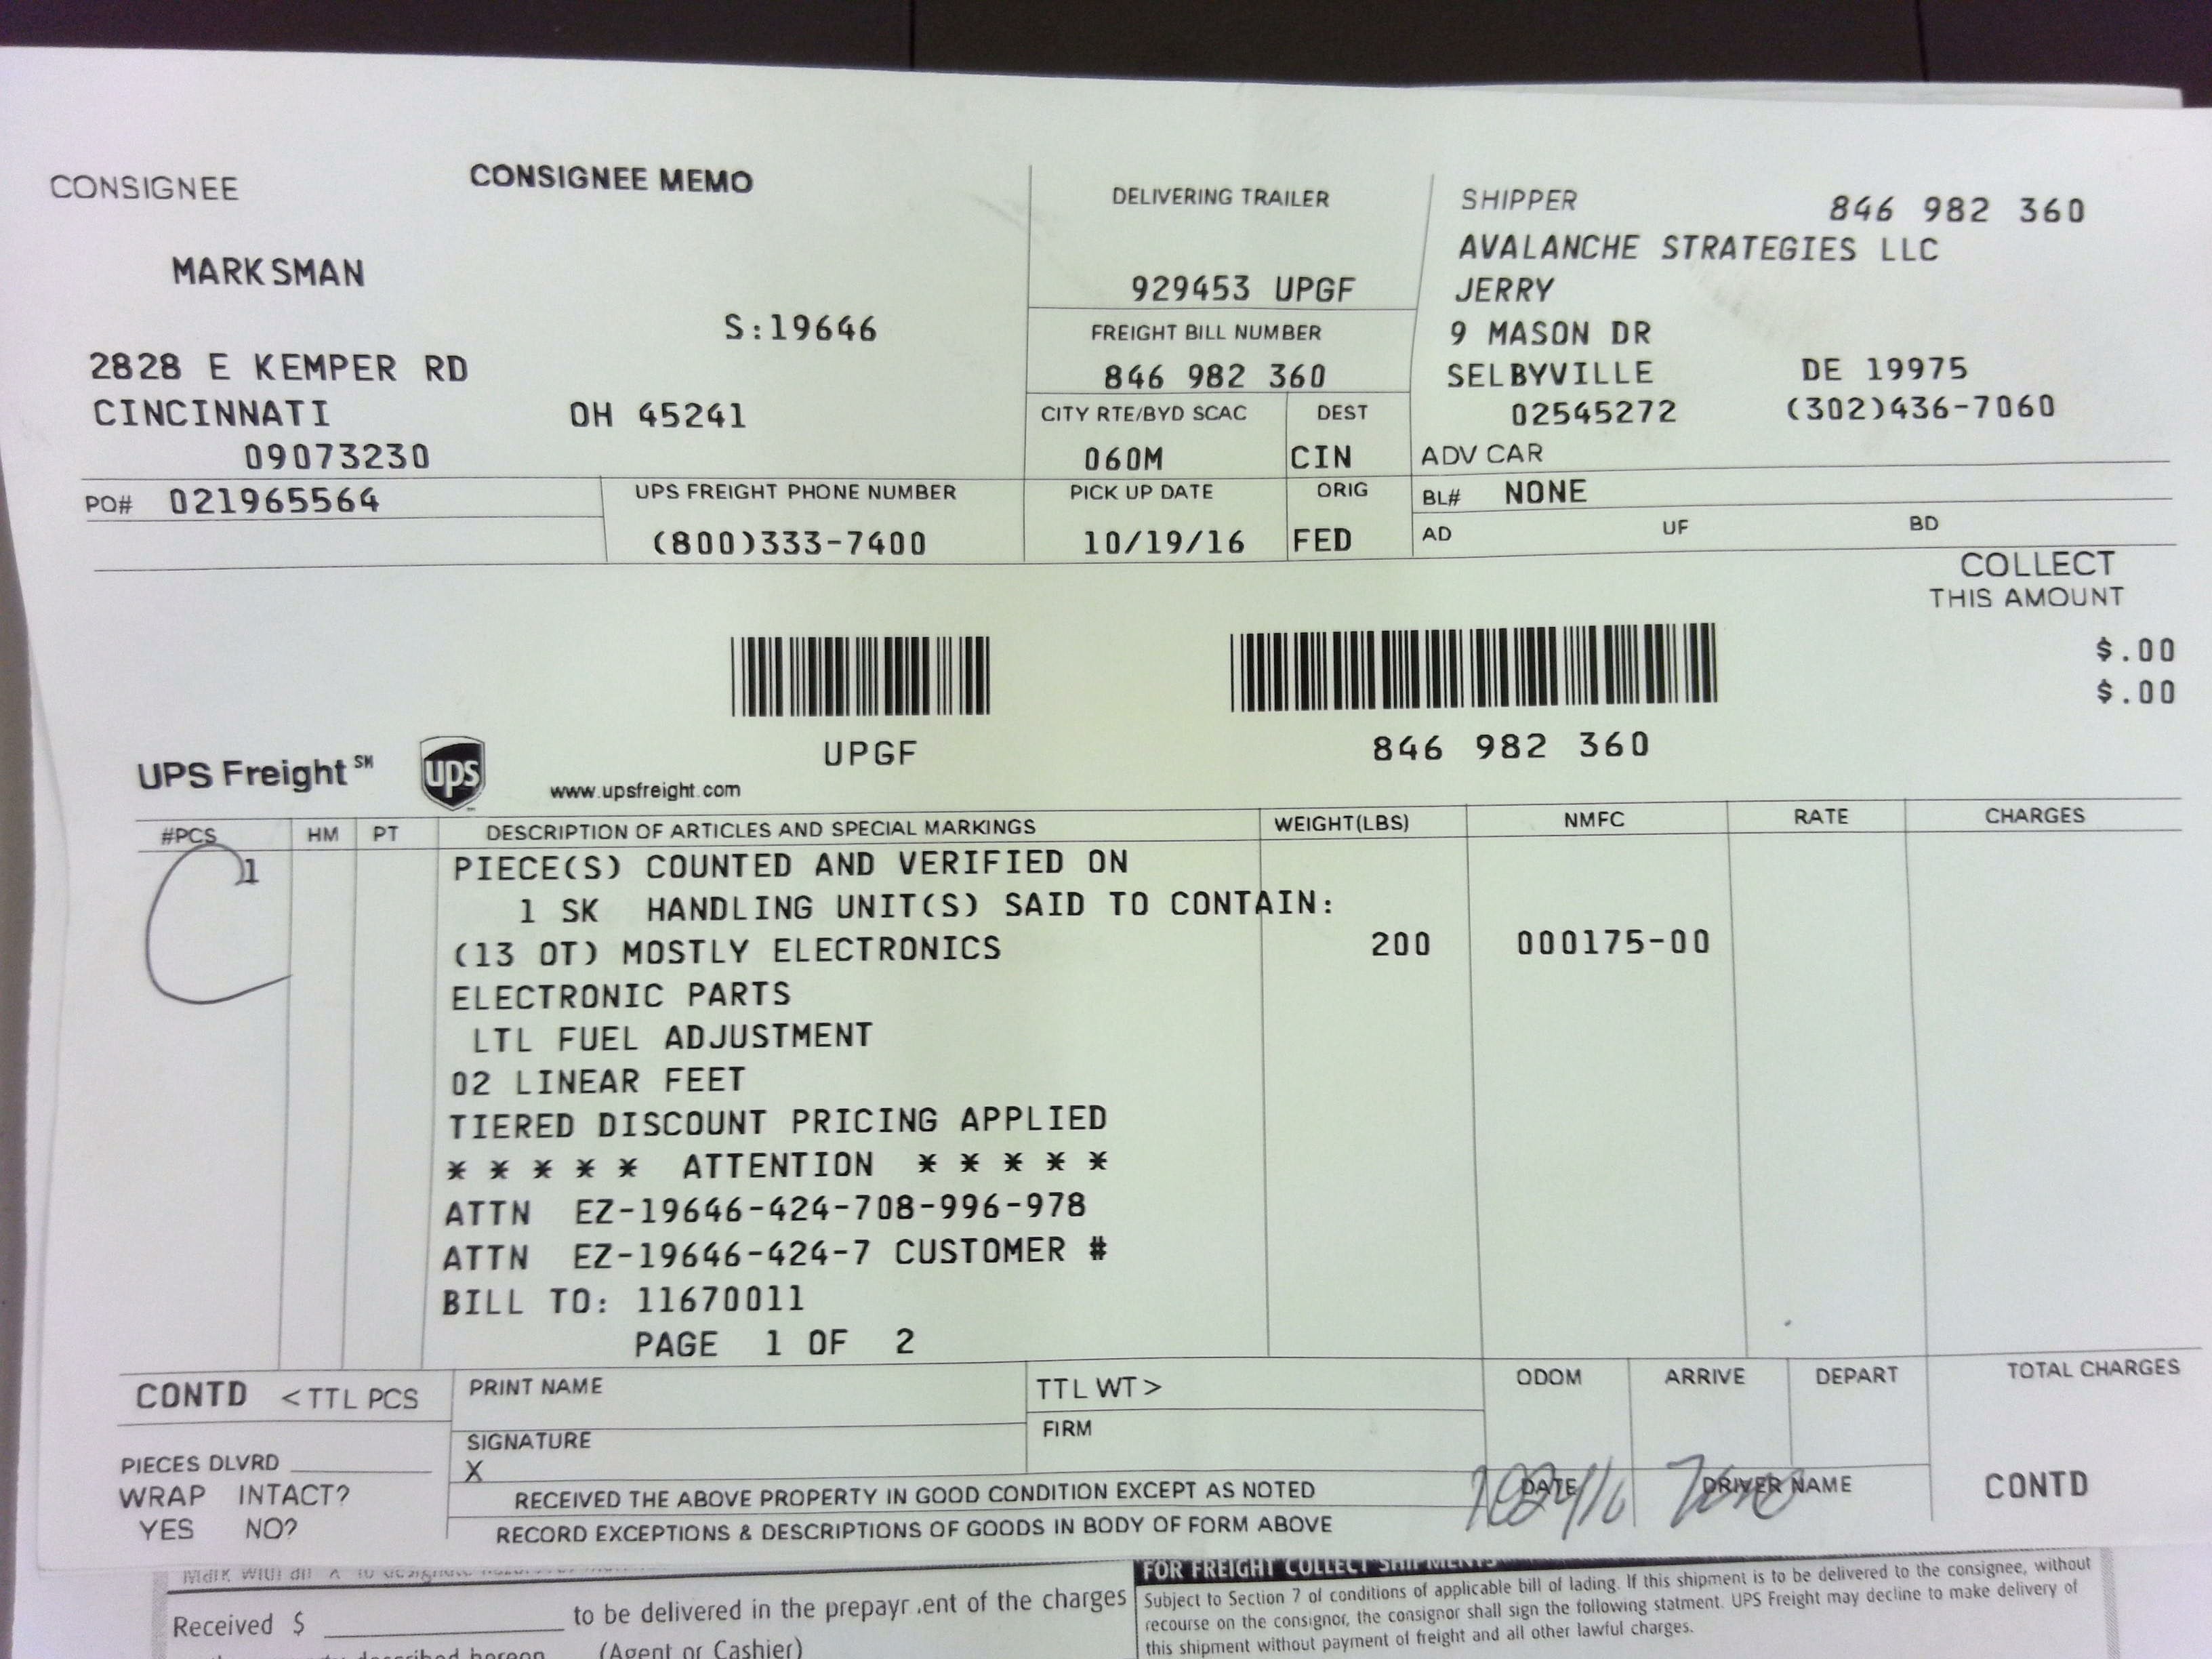 CONSIGNEE
CONSIGNEE MEMO
MARKSMAN
S:19646
2828 E KEMPER RD
CINCINNATI OH 45241
09073230
PO# 021965564
UPS FREIGHT PHONE NUMBER
(800)333-7400
DELIVERING TRAILER
929453 UPGF
FREIGHT BILL NUMBER
846 982 360
CITY RTE/BYD SCAC DEST
060M CIN
PICK UP DATE ORIG
10/19/16 FED
SHIPPER 846 982 360
AVALANCHE STRATEGIES LLC
JERRY
9 MASON DR
SELBYVILLE DE 19975
02545272 (302)436-7060
ADV CAR
BL# NONE
AD UF BD
COLLECT
THIS AMOUNT
$.00
$.00
UPS Freight SM
ups
www.upsfreight.com
UPGF
846 982 360
#PCS HM PT DESCRIPTION OF ARTICLES AND SPECIAL MARKINGS WEIGHT(LBS) NMFC RATE CHARGES
1 PIECE(S) COUNTED AND VERIFIED ON
1 SK HANDLING UNIT(S) SAID TO CONTAIN:
(13 OT) MOSTLY ELECTRONICS 200 000175-00
ELECTRONIC PARTS
LTL FUEL ADJUSTMENT
02 LINEAR FEET
TIERED DISCOUNT PRICING APPLIED
* * * * * ATTENTION * * * * *
ATTN EZ-19646-424-708-996-978
ATTN EZ-19646-424-7 CUSTOMER #
BILL TO: 11670011
PAGE 1 OF 2
CONTD < TTL PCS
PRINT NAME
TTL WT >
ODOM ARRIVE DEPART
TOTAL CHARGES
SIGNATURE
X
FIRM
PIECES DLVRD
WRAP INTACT?
YES NO?
RECEIVED THE ABOVE PROPERTY IN GOOD CONDITION EXCEPT AS NOTED
RECORD EXCEPTIONS & DESCRIPTIONS OF GOODS IN BODY OF FORM ABOVE
DATE DRIVER NAME
CONTD
Received $ to be delivered in the prepayr .ent of the charges
(Agent or Cashier)
FOR FREIGHT COLLECT SHIPMENTS
Subject to Section 7 of conditions of applicable bill of lading. If this shipment is to be delivered to the consignee, without
recourse on the consignor, the consignor shall sign the following statment. UPS Freight may decline to make delivery of
this shipment without payment of freight and all other lawful charges.